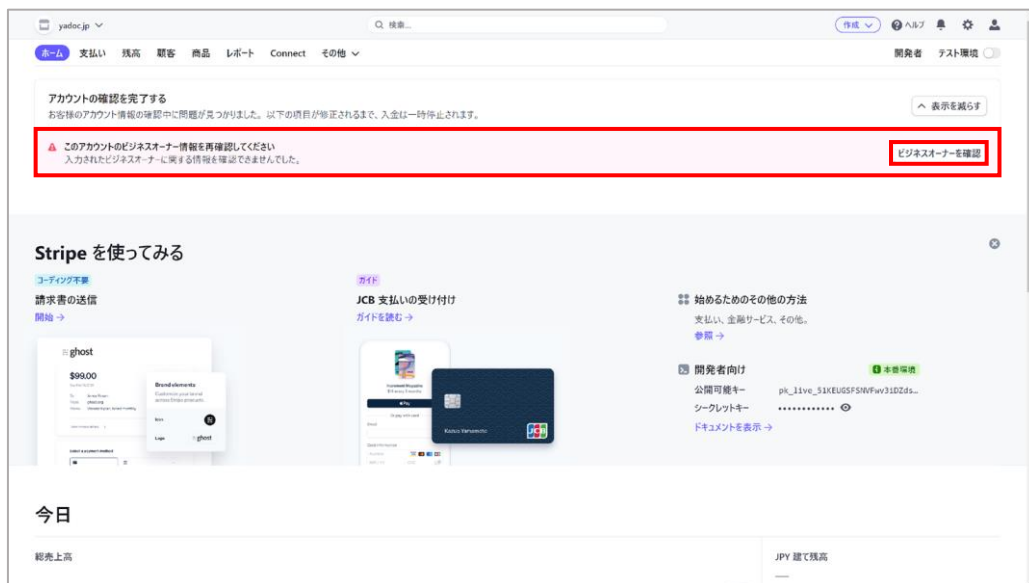 yadoc.jp
検索...
作成
ヘルプ
ホーム 支払い 残高 顧客 商品 レポート Connect その他
開発者 テスト環境
アカウントの確認を完了する
お客様のアカウント情報の確認中に問題が見つかりました。以下の項目が修正されるまで、入金は一時停止されます。
表示を減らす
このアカウントのビジネスオーナー情報を再確認してください
入力されたビジネスオーナーに関する情報を確認できませんでした。
ビジネスオーナーを確認
Stripe を使ってみる
コーディング不要
請求書の送信
開始 →
ghost
$99.00
Brand elements
Customize your brand
across Stripe products
Icon
Logo
ghost
Select a payment method
ガイド
JCB 支払いの受け付け
ガイドを読む →
Pay
Kazuo Yamamoto
JCB
始めるためのその他の方法
支払い、金融サービス、その他。
参照 →
開発者向け
本番環境
公開可能キー
pk_live_51KEUGSFSNVFwv31DZds…
シークレットキー
••••••••••••
ドキュメントを表示 →
今日
総売上高
JPY 建て残高